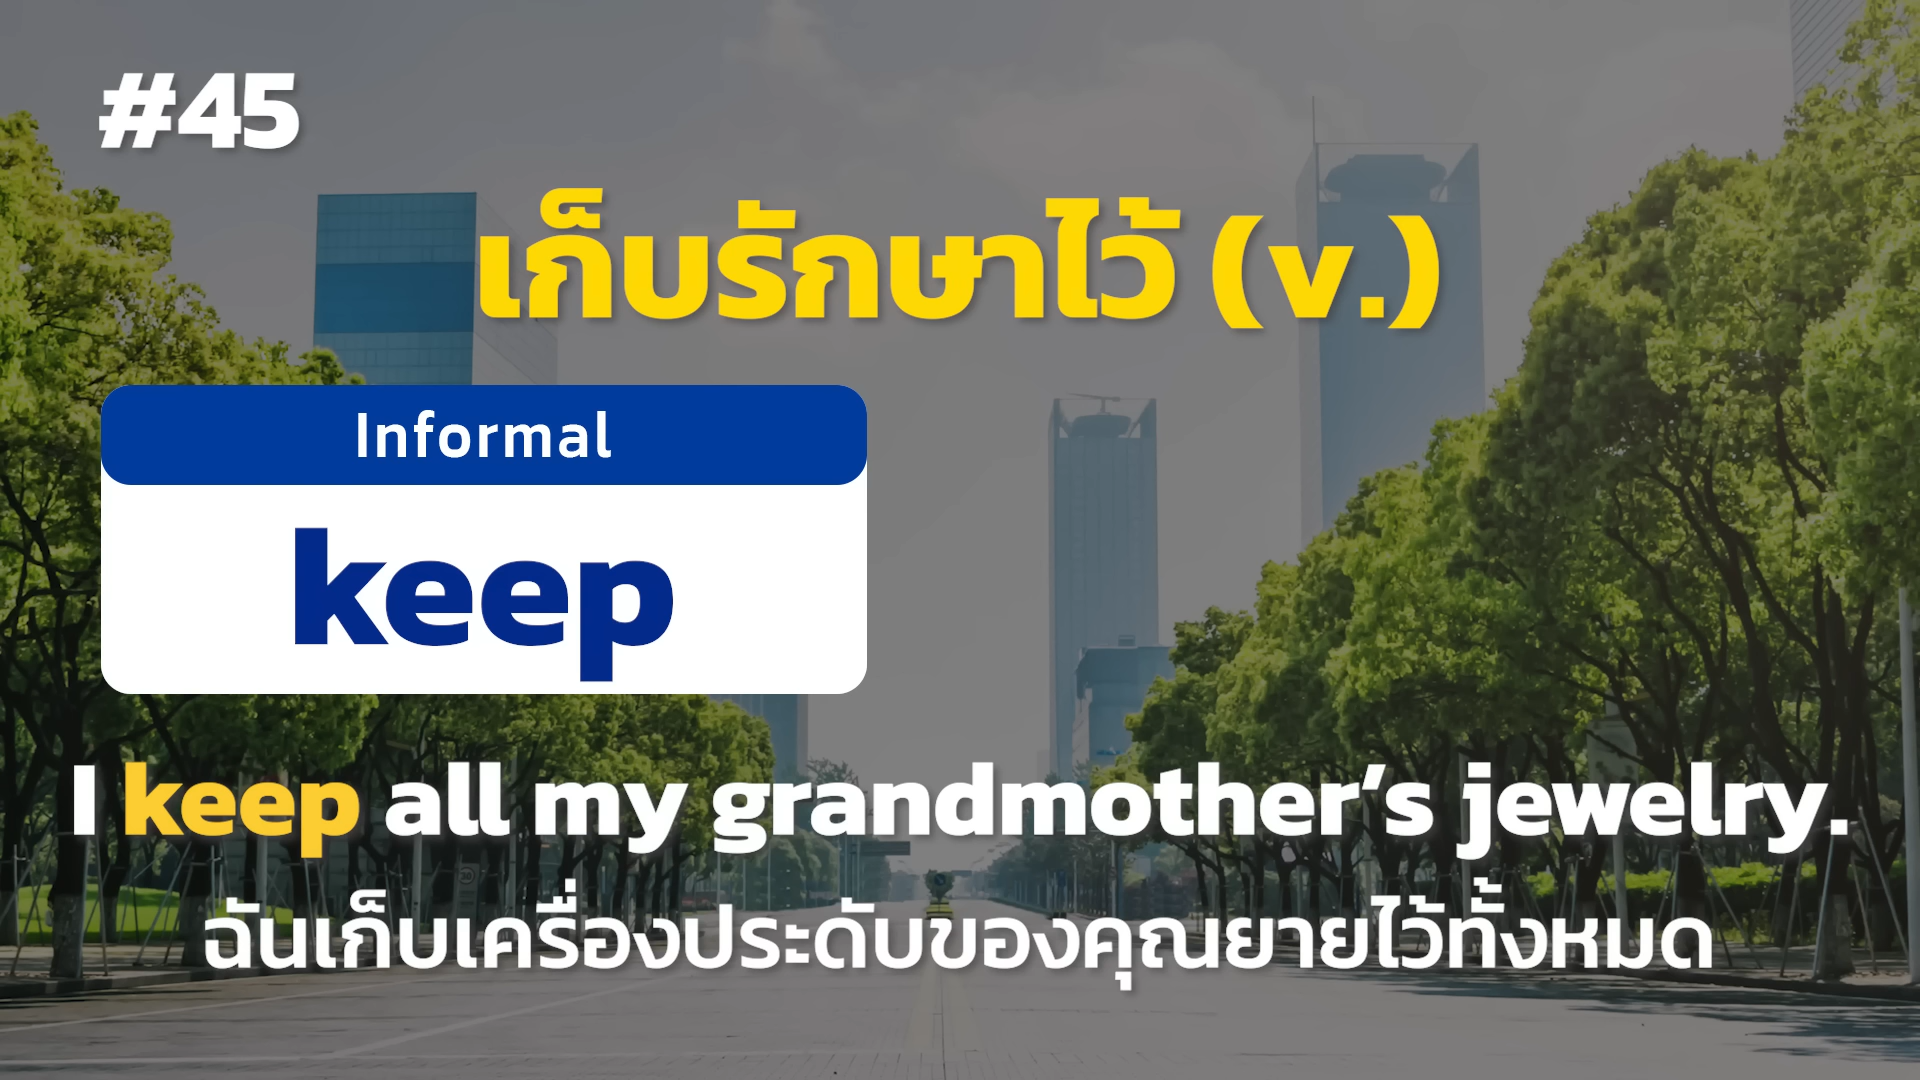 #45
เก็บรักษาไว้ (v.)
Informal
keep
I keep all my grandmother’s jewelry.
ฉันเก็บเครื่องประดับของคุณยายไว้ทั้งหมด